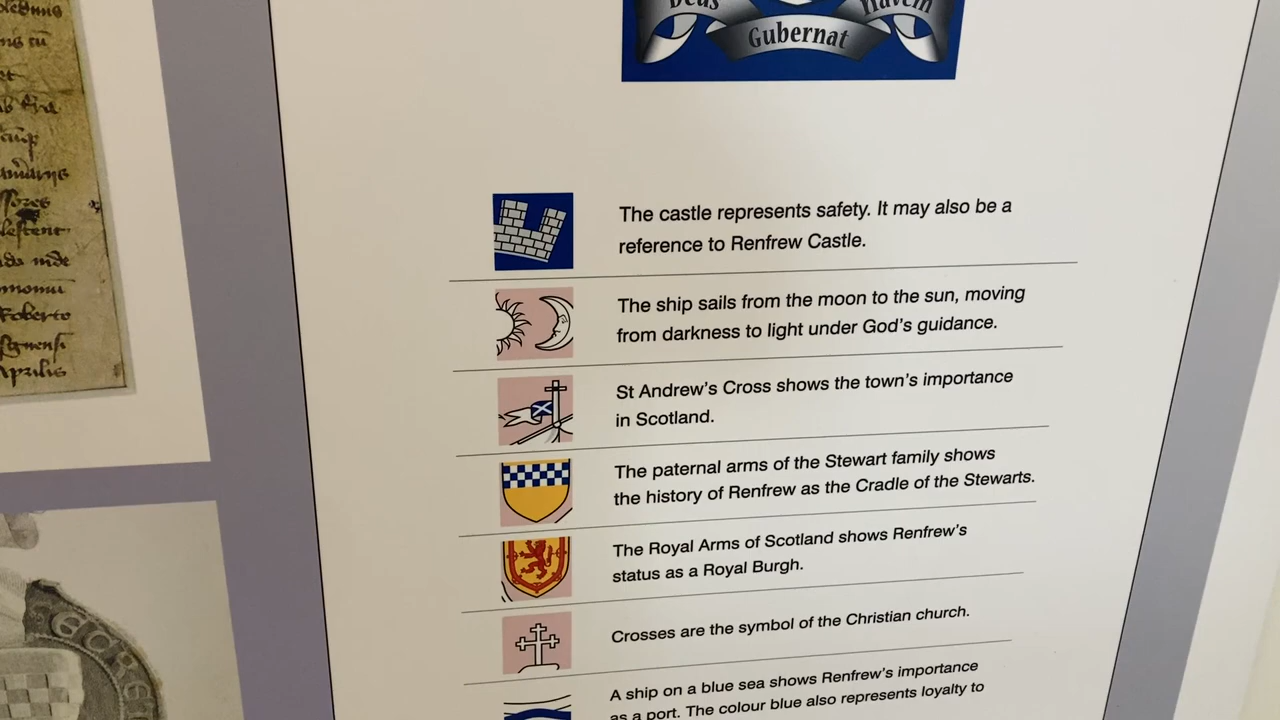 Deus
Navem
Gubernat
The castle represents safety. It may also be a
reference to Renfrew Castle.
The ship sails from the moon to the sun, moving
from darkness to light under God's guidance.
St Andrew's Cross shows the town's importance
in Scotland.
The paternal arms of the Stewart family shows
the history of Renfrew as the Cradle of the Stewarts.
The Royal Arms of Scotland shows Renfrew's
status as a Royal Burgh.
Crosses are the symbol of the Christian church.
A ship on a blue sea shows Renfrew's importance
as a port. The colour blue also represents loyalty to
Roberto
Aprilis